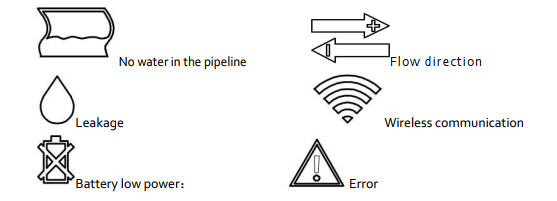 No water in the pipeline
Flow direction
Leakage
Wireless communication
Battery low power：
Error